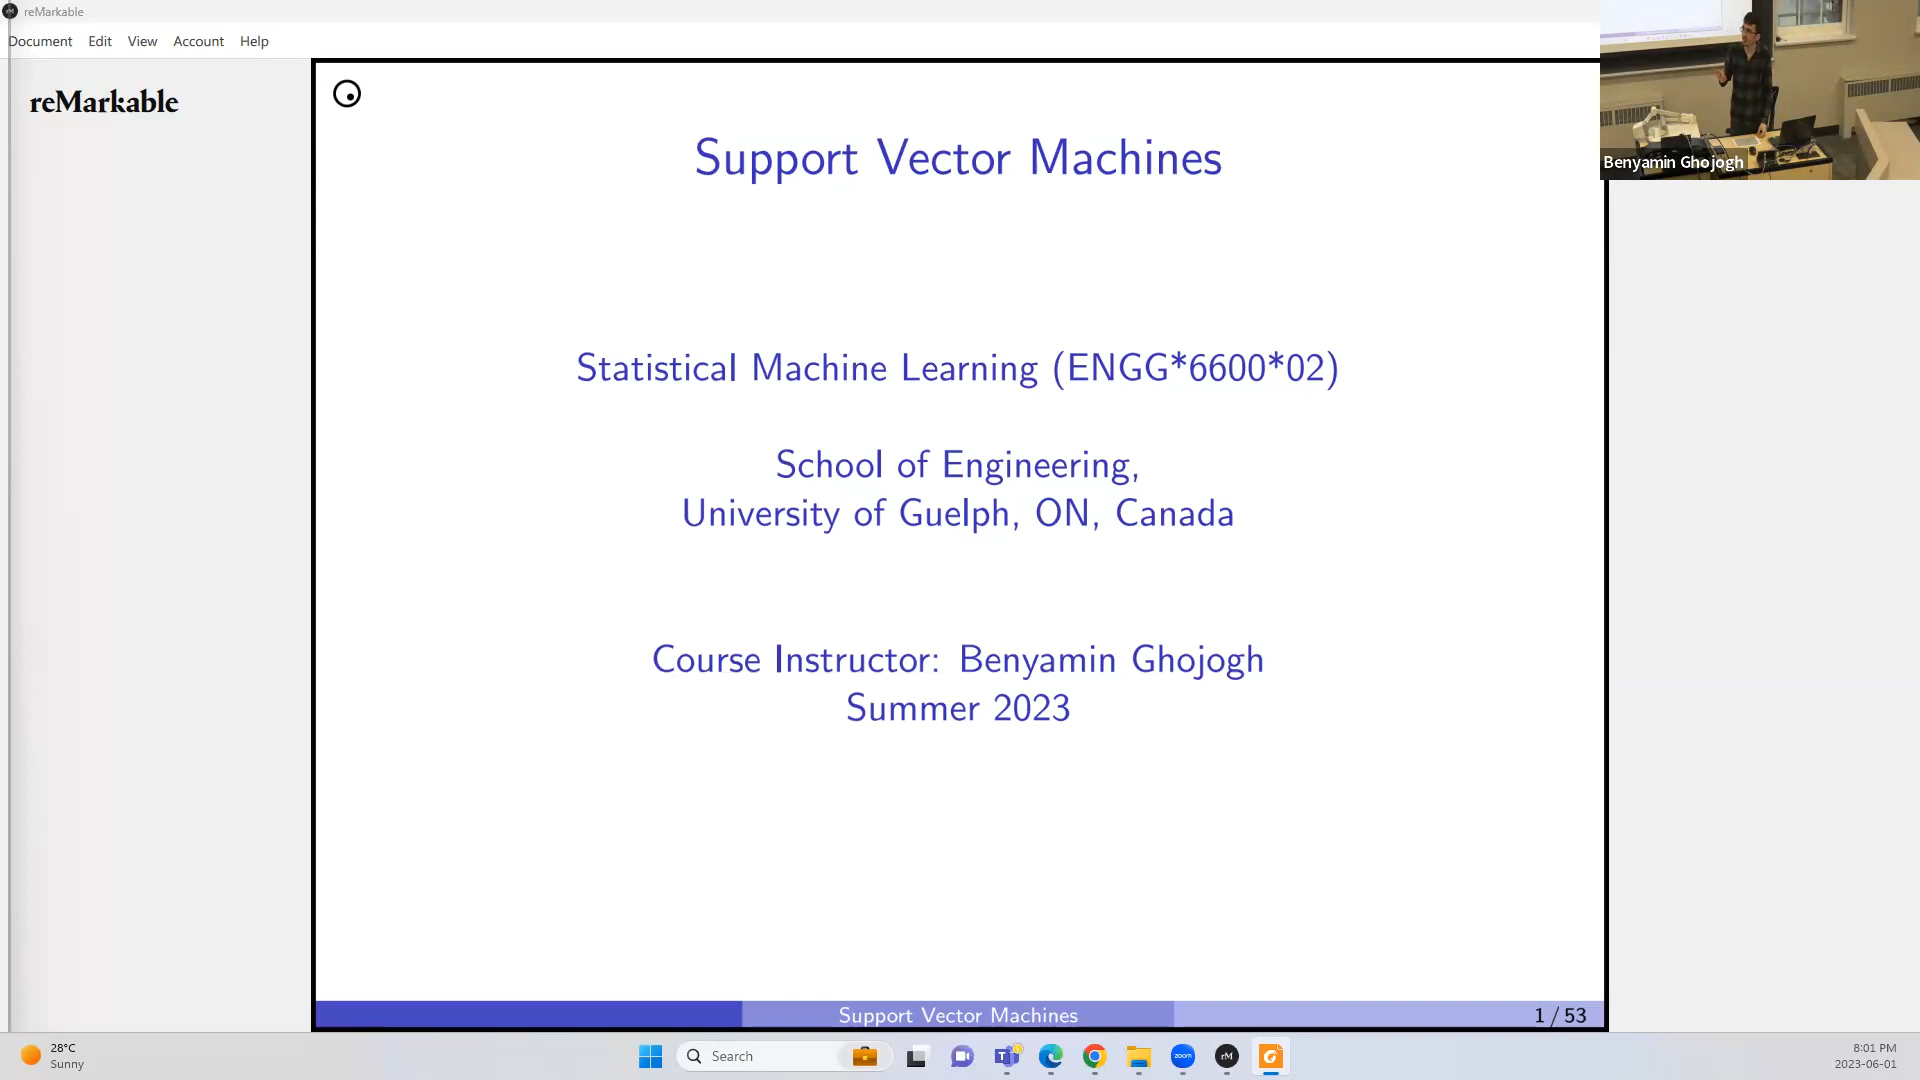 reMarkable
Document Edit View Account Help
reMarkable
Support Vector Machines
Statistical Machine Learning (ENGG*6600*02)
School of Engineering,
University of Guelph, ON, Canada
Course Instructor: Benyamin Ghojogh
Summer 2023
Support Vector Machines 1 / 53
Benyamin Ghojogh
28°C
Sunny
Search
zoom
rM
8:01 PM
2023-06-01